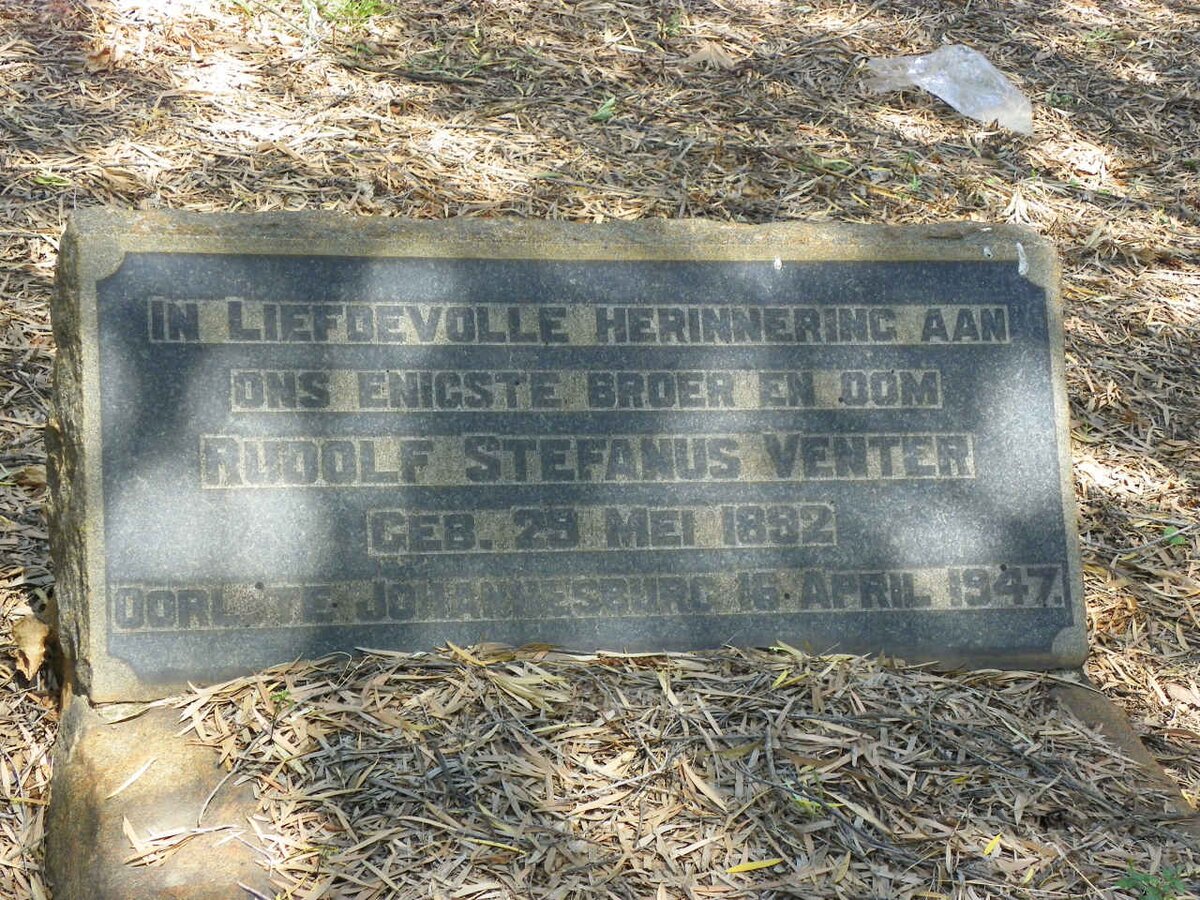 IN LIEFDEVOLLE HERINNERING AAN
ONS ENIGSTE BROER EN OOM
RUDOLF STEFANUS VENTER
GEB. 29 MEI 1882
OORL. TE JOHANNESBURG 16 APRIL 1947.